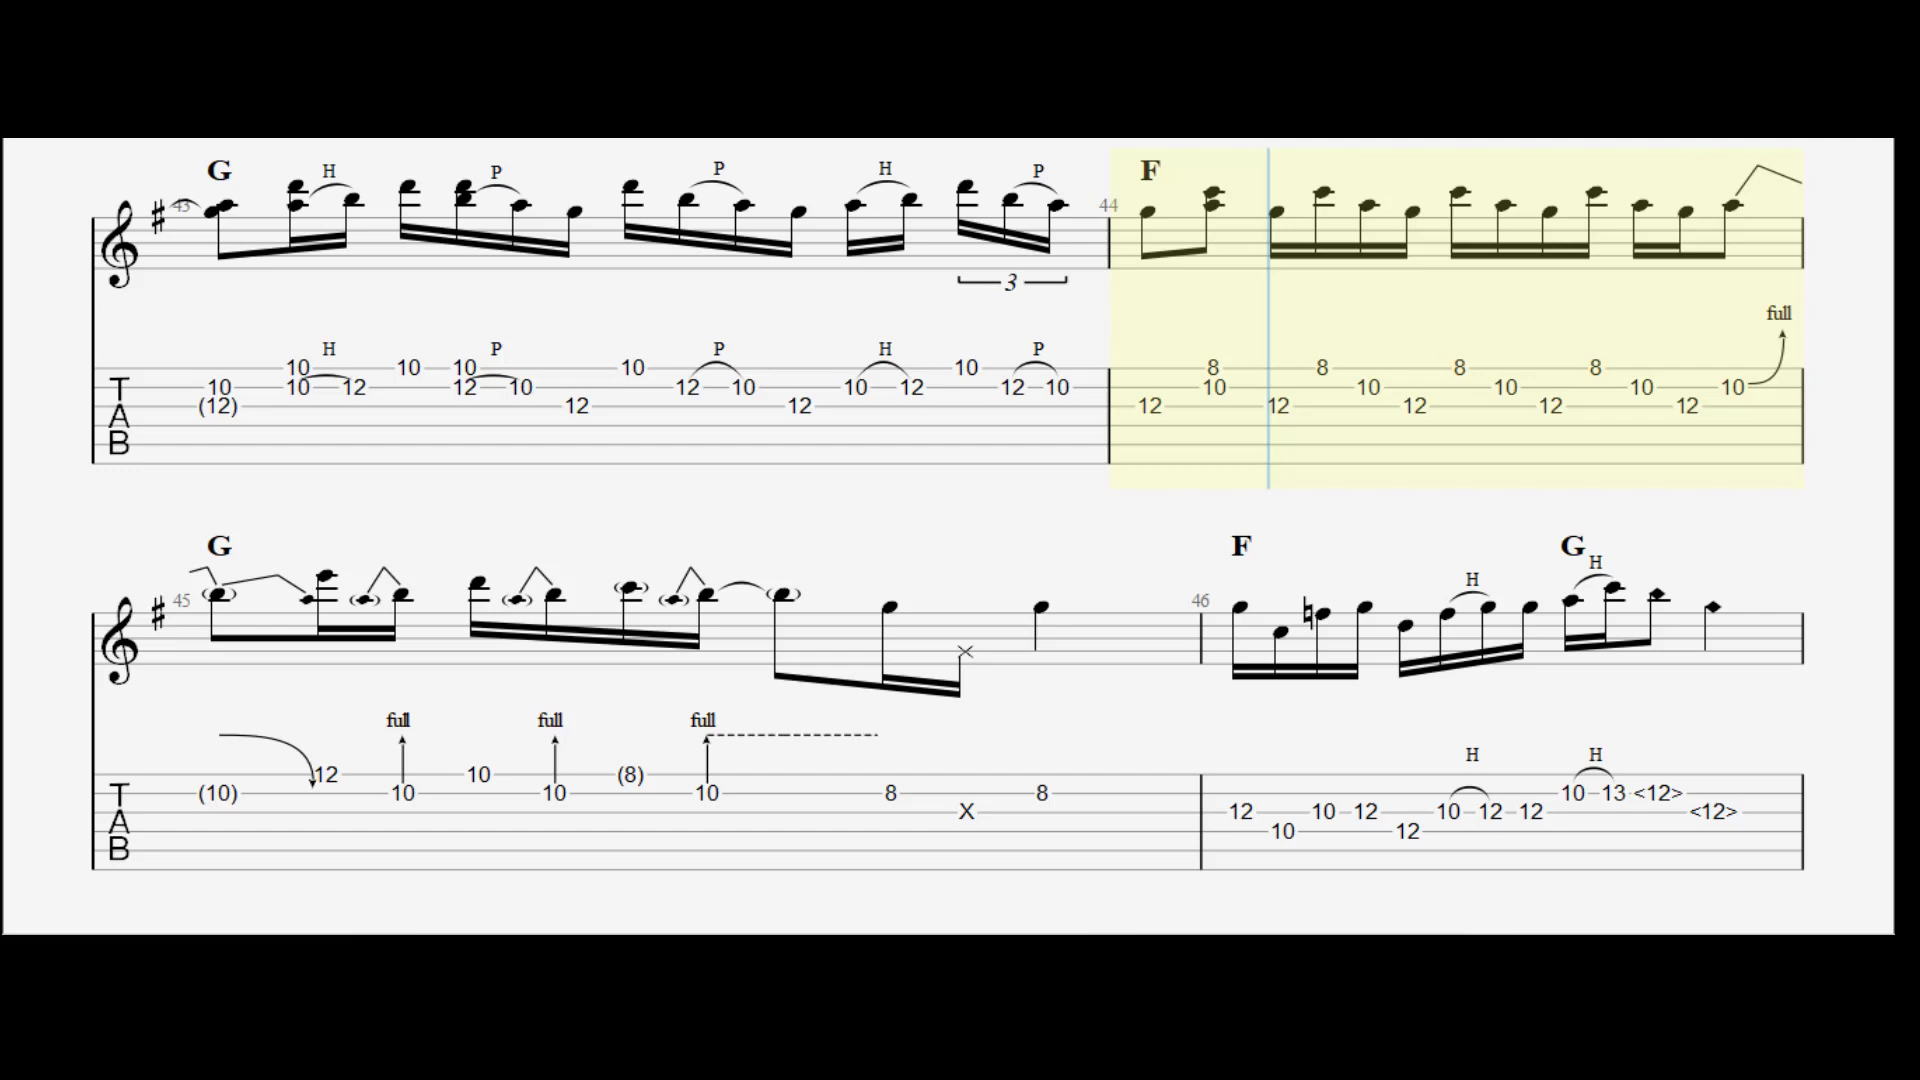 G H P P H P F
43 44
3
full
H P P H P
10 10 10 8 8 8 8
T 10 10 12 12 10 12 10 10 12 12 10 10 10 10 10 10
A (12) 12 12 12 12 12 12 12
B
G F G H
H
45 46
full full full H H
12 10 (8)
T (10) 10 10 10 8 8 10 13 <12>
A X 12 10 12 10 12 12 <12>
10 12
B